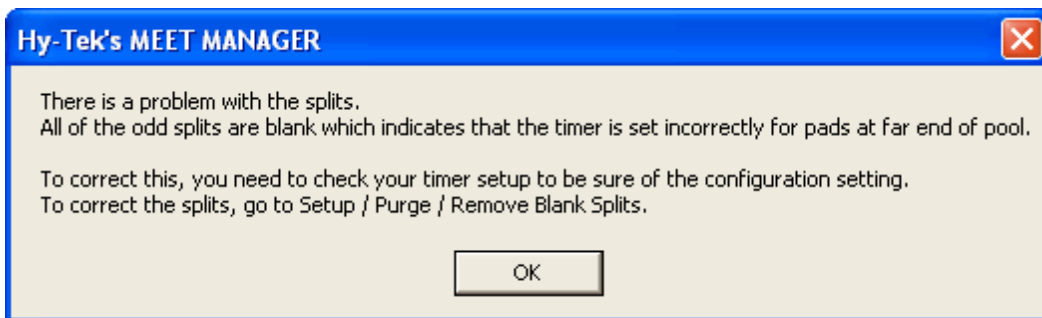 Hy-Tek's MEET MANAGER
There is a problem with the splits.
All of the odd splits are blank which indicates that the timer is set incorrectly for pads at far end of pool.
To correct this, you need to check your timer setup to be sure of the configuration setting.
To correct the splits, go to Setup / Purge / Remove Blank Splits.
OK